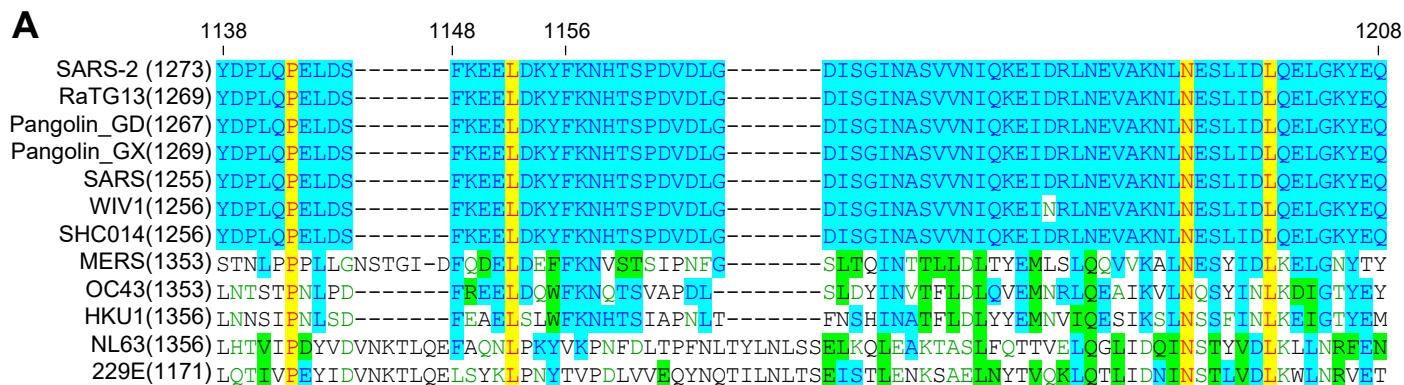 A
1138 1148 1156 1208
SARS-2 (1273) YDPLQPELDS-------FKEELDKYFKNHTSPDVDLG-------DISGINASVVNIQKEIDRLNEVAKNLNESLIDLQELGKYEQ
RaTG13(1269) YDPLQPELDS-------FKEELDKYFKNHTSPDVDLG-------DISGINASVVNIQKEIDRLNEVAKNLNESLIDLQELGKYEQ
Pangolin_GD(1267) YDPLQPELDS-------FKEELDKYFKNHTSPDVDLG-------DISGINASVVNIQKEIDRLNEVAKNLNESLIDLQELGKYEQ
Pangolin_GX(1269) YDPLQPELDS-------FKEELDKYFKNHTSPDVDLG-------DISGINASVVNIQKEIDRLNEVAKNLNESLIDLQELGKYEQ
SARS(1255) YDPLQPELDS-------FKEELDKYFKNHTSPDVDLG-------DISGINASVVNIQKEIDRLNEVAKNLNESLIDLQELGKYEQ
WIV1(1256) YDPLQPELDS-------FKEELDKYFKNHTSPDVDLG-------DISGINASVVNIQKEINRLNEVAKNLNESLIDLQELGKYEQ
SHC014(1256) YDPLQPELDS-------FKEELDKYFKNHTSPDVDLG-------DISGINASVVNIQKEIDRLNEVAKNLNESLIDLQELGKYEQ
MERS(1353) STNLPPPLLGNSTGI-DFQDELDEFFKNVSTSIPNFG-------SLTQINTTLLDLTYEMLSLQQVVKALNESYIDLKELGNYTY
OC43(1353) LNTSTPNLPD-------FREELDQWFKNQTSVAPDL--------SLDYINVTFLDLQVEMNRLQEAIKVLNQSYINLKDIGTYEY
HKU1(1356) LNNSIPNLSD-------FEAELSLWFKNHTSIAPNLT-------FNSHINATFLDLYYEMNVIQESIKSLNSSFINLKEIGTYEM
NL63(1356) LHTVIPDYVDVNKTLQEFAQNLPKYVKPNFDLTPFNLTYLNLSSELKQLEAKTASLFQTTVELQGLIDQINSTYVDLKLLNRFEN
229E(1171) LQTIVPEYIDVNKTLQELSYKLPNYTVPDLVVEQYNQTILNLTSEISTLENKSAELNYTVQKLQTLIDNINSTLVDLKWLNRVET